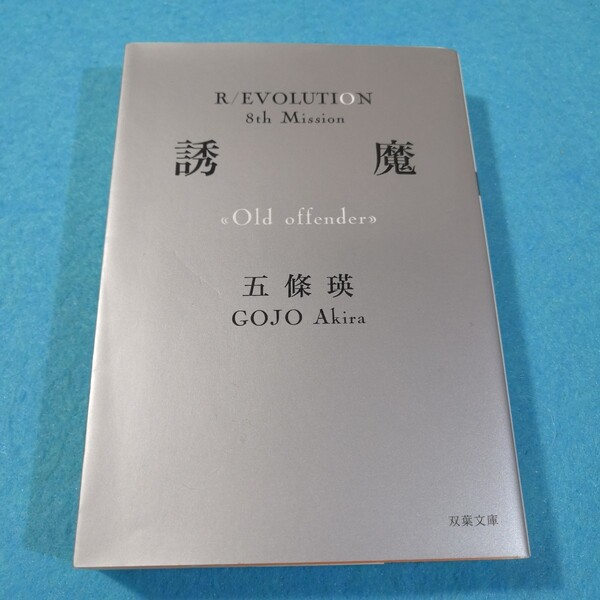 R/EVOLUTION
8th Mission
誘 魔
«Old offender»
五條瑛
GOJO Akira
双葉文庫